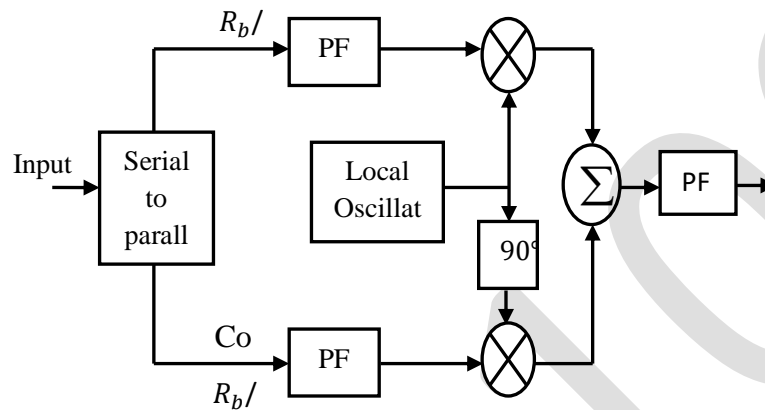 R_b/
PF
Input
Serial
to
parall
Local
Oscillat
∑
PF
90°
Co
R_b/
PF